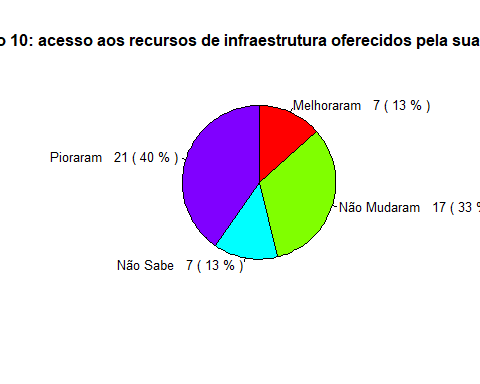 o 10: acesso aos recursos de infraestrutura oferecidos pela sua
Melhoraram 7 ( 13 % )
Pioraram 21 ( 40 % )
Não Mudaram 17 ( 33 %
Não Sabe 7 ( 13 % )